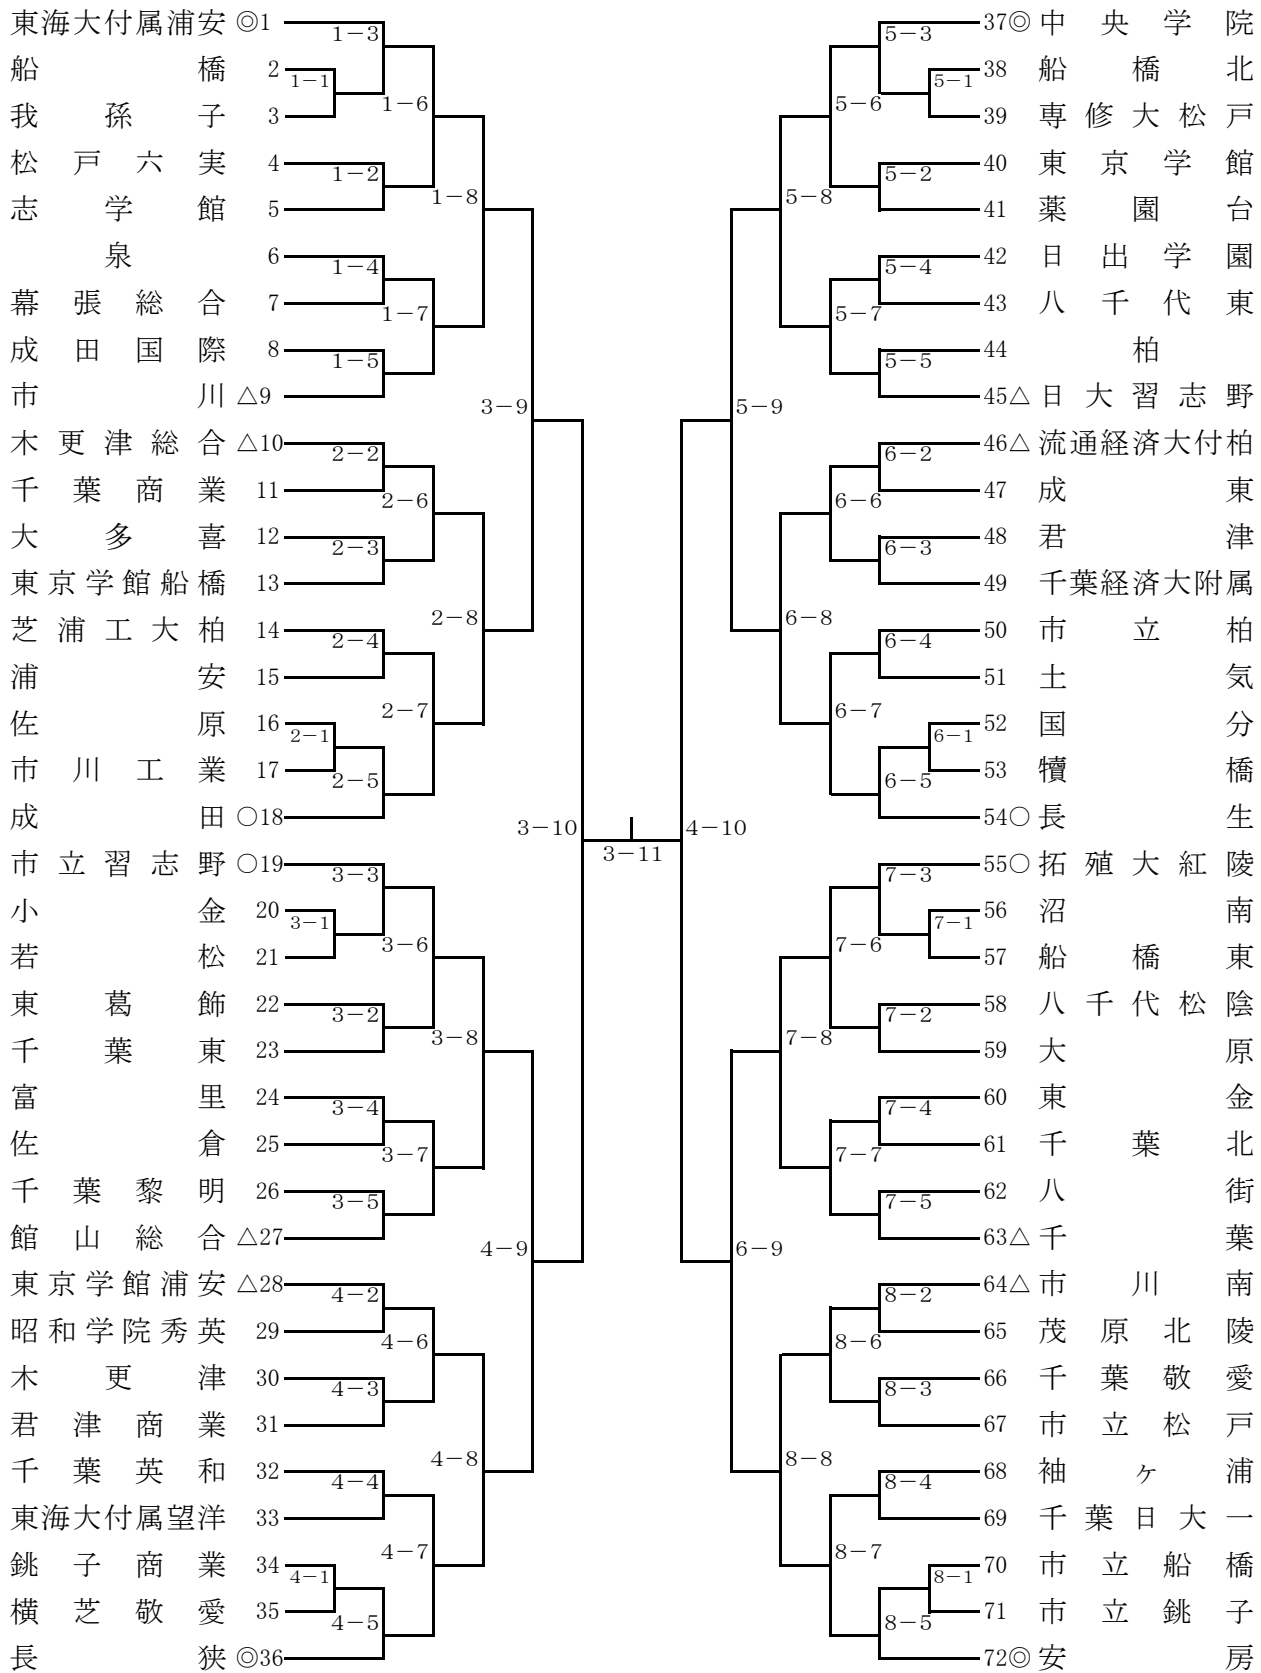 東海大付属浦安 ◎1
船橋 2
我孫子 3
松戸六実 4
志学館 5
泉 6
幕張総合 7
成田国際 8
市川 △9
木更津総合 △10
千葉商業 11
大多喜 12
東京学館船橋 13
芝浦工大柏 14
浦安 15
佐原 16
市川工業 17
成田 ○18
市立習志野 ○19
小金 20
若松 21
東葛飾 22
千葉東 23
富里 24
佐倉 25
千葉黎明 26
館山総合 △27
東京学館浦安 △28
昭和学院秀英 29
木更津 30
君津商業 31
千葉英和 32
東海大付属望洋 33
銚子商業 34
横芝敬愛 35
長狭 ◎36
1-3
1-1
1-6
1-2
1-8
1-4
1-7
1-5
3-9
2-2
2-6
2-3
2-8
2-4
2-7
2-1
2-5
3-10
3-3
3-1
3-6
3-2
3-8
3-4
3-7
3-5
4-9
4-2
4-6
4-3
4-8
4-4
4-7
4-1
4-5
3-11
4-10
5-3
5-1
5-6
5-2
5-8
5-4
5-7
5-5
5-9
6-2
6-6
6-3
6-8
6-4
6-7
6-1
6-5
7-3
7-1
7-6
7-2
7-8
7-4
7-7
7-5
6-9
8-2
8-6
8-3
8-8
8-4
8-7
8-1
8-5
37◎ 中央学院
38 船橋北
39 専修大松戸
40 東京学館
41 薬園台
42 日出学園
43 八千代東
44 柏
45△ 日大習志野
46△ 流通経済大付柏
47 成東
48 君津
49 千葉経済大附属
50 市立柏
51 土気
52 国分
53 犢橋
54○ 長生
55○ 拓殖大紅陵
56 沼南
57 船橋東
58 八千代松陰
59 大原
60 東金
61 千葉北
62 八街
63△ 千葉
64△ 市川南
65 茂原北陵
66 千葉敬愛
67 市立松戸
68 袖ヶ浦
69 千葉日大一
70 市立船橋
71 市立銚子
72◎ 安房